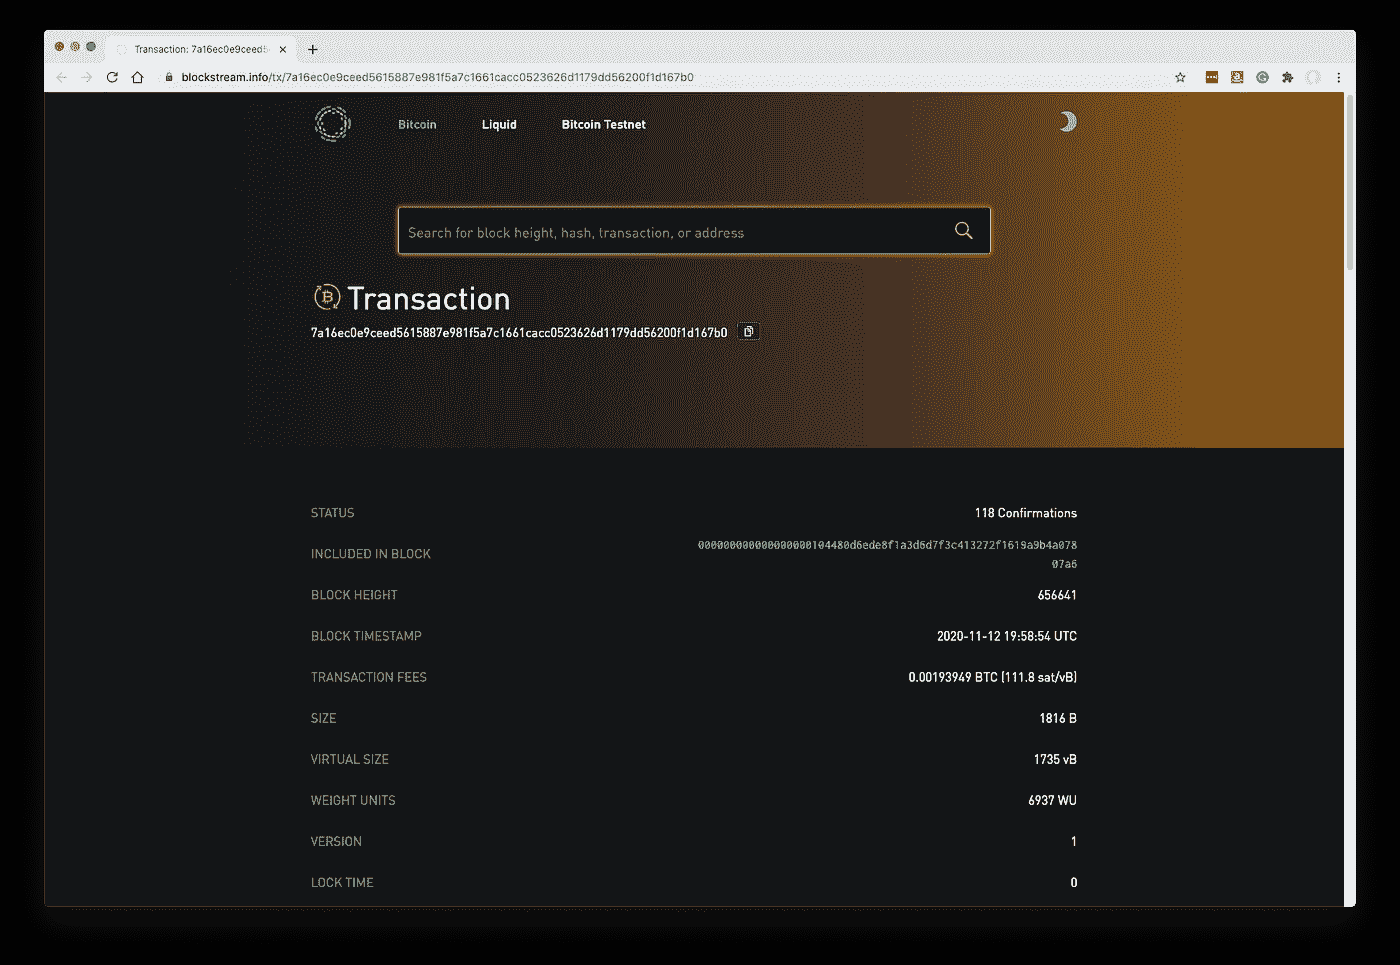 Transaction: 7a16ec0e9ceed5
blockstream.info/tx/7a16ec0e9ceed5615887e981f5a7c1661cacc0523626d1179dd56200f1d167b0
Bitcoin Liquid Bitcoin Testnet
Search for block height, hash, transaction, or address
Transaction
7a16ec0e9ceed5615887e981f5a7c1661cacc0523626d1179dd56200f1d167b0
STATUS 118 Confirmations
INCLUDED IN BLOCK 00000000000000000000104480d6ede8f1a3d6d7f3c413272f1619a9b4a078
07a6
BLOCK HEIGHT 656641
BLOCK TIMESTAMP 2020-11-12 19:58:54 UTC
TRANSACTION FEES 0.00193949 BTC (111.8 sat/vB)
SIZE 1816 B
VIRTUAL SIZE 1735 vB
WEIGHT UNITS 6937 WU
VERSION 1
LOCK TIME 0